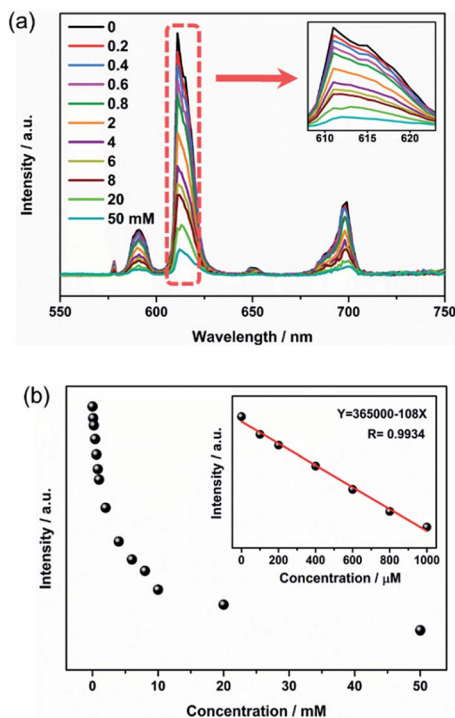 (a)
0
0.2
0.4
0.6
0.8
2
4
6
8
20
50 mM
610 615 620
Intensity / a.u.
550 600 650 700 750
Wavelength / nm
(b)
Y=365000-108X
R= 0.9934
Intensity / a.u.
0 200 400 600 800 1000
Concentration / μM
Intensity / a.u.
0 10 20 30 40 50
Concentration / mM